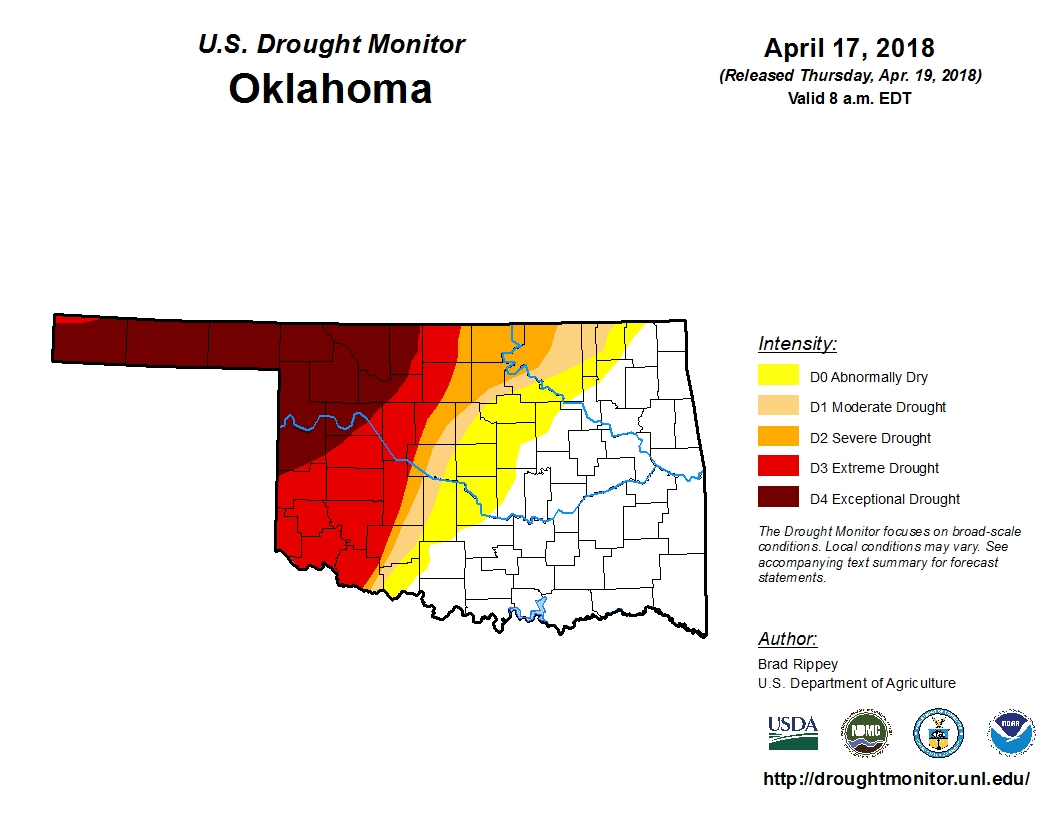 U.S. Drought Monitor
Oklahoma
April 17, 2018
(Released Thursday, Apr. 19, 2018)
Valid 8 a.m. EDT
Intensity:
D0 Abnormally Dry
D1 Moderate Drought
D2 Severe Drought
D3 Extreme Drought
D4 Exceptional Drought
The Drought Monitor focuses on broad-scale
conditions. Local conditions may vary. See
accompanying text summary for forecast
statements.
Author:
Brad Rippey
U.S. Department of Agriculture
USDA
NDMC
NOAA
http://droughtmonitor.unl.edu/